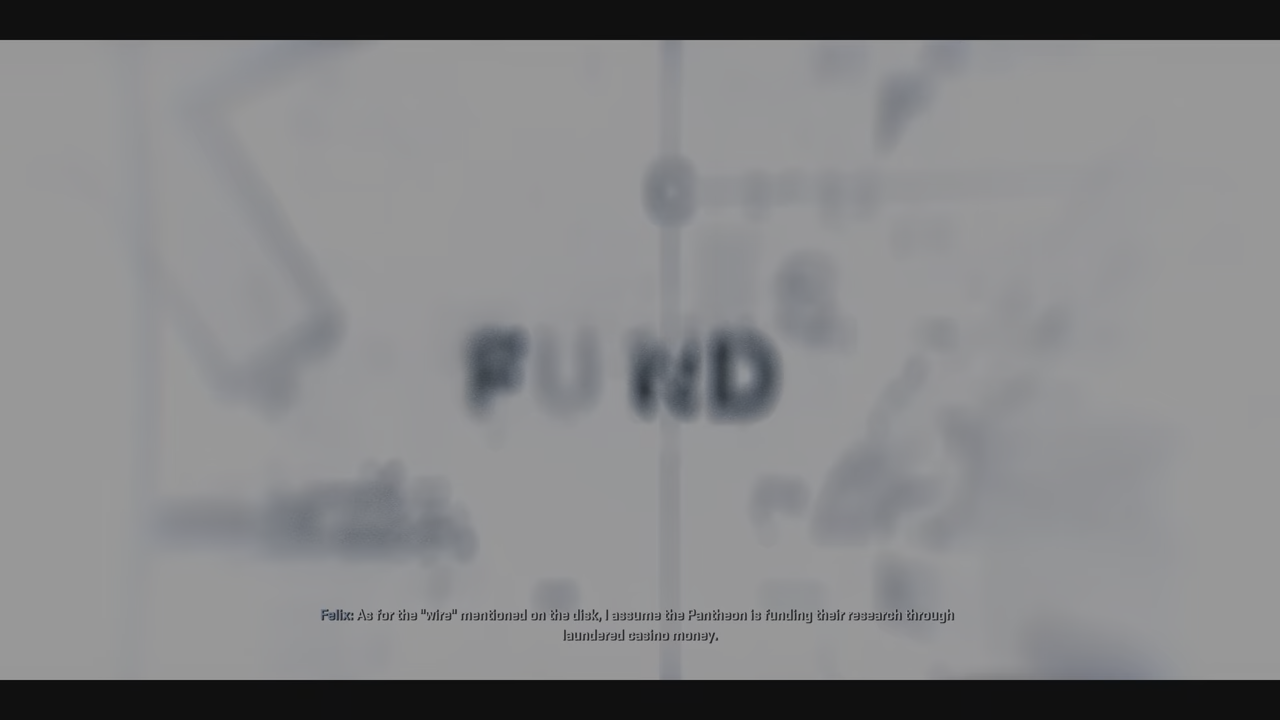 FUND
Felix: As for the "wire" mentioned on the disk, I assume the Pantheon is funding their research through
laundered casino money.